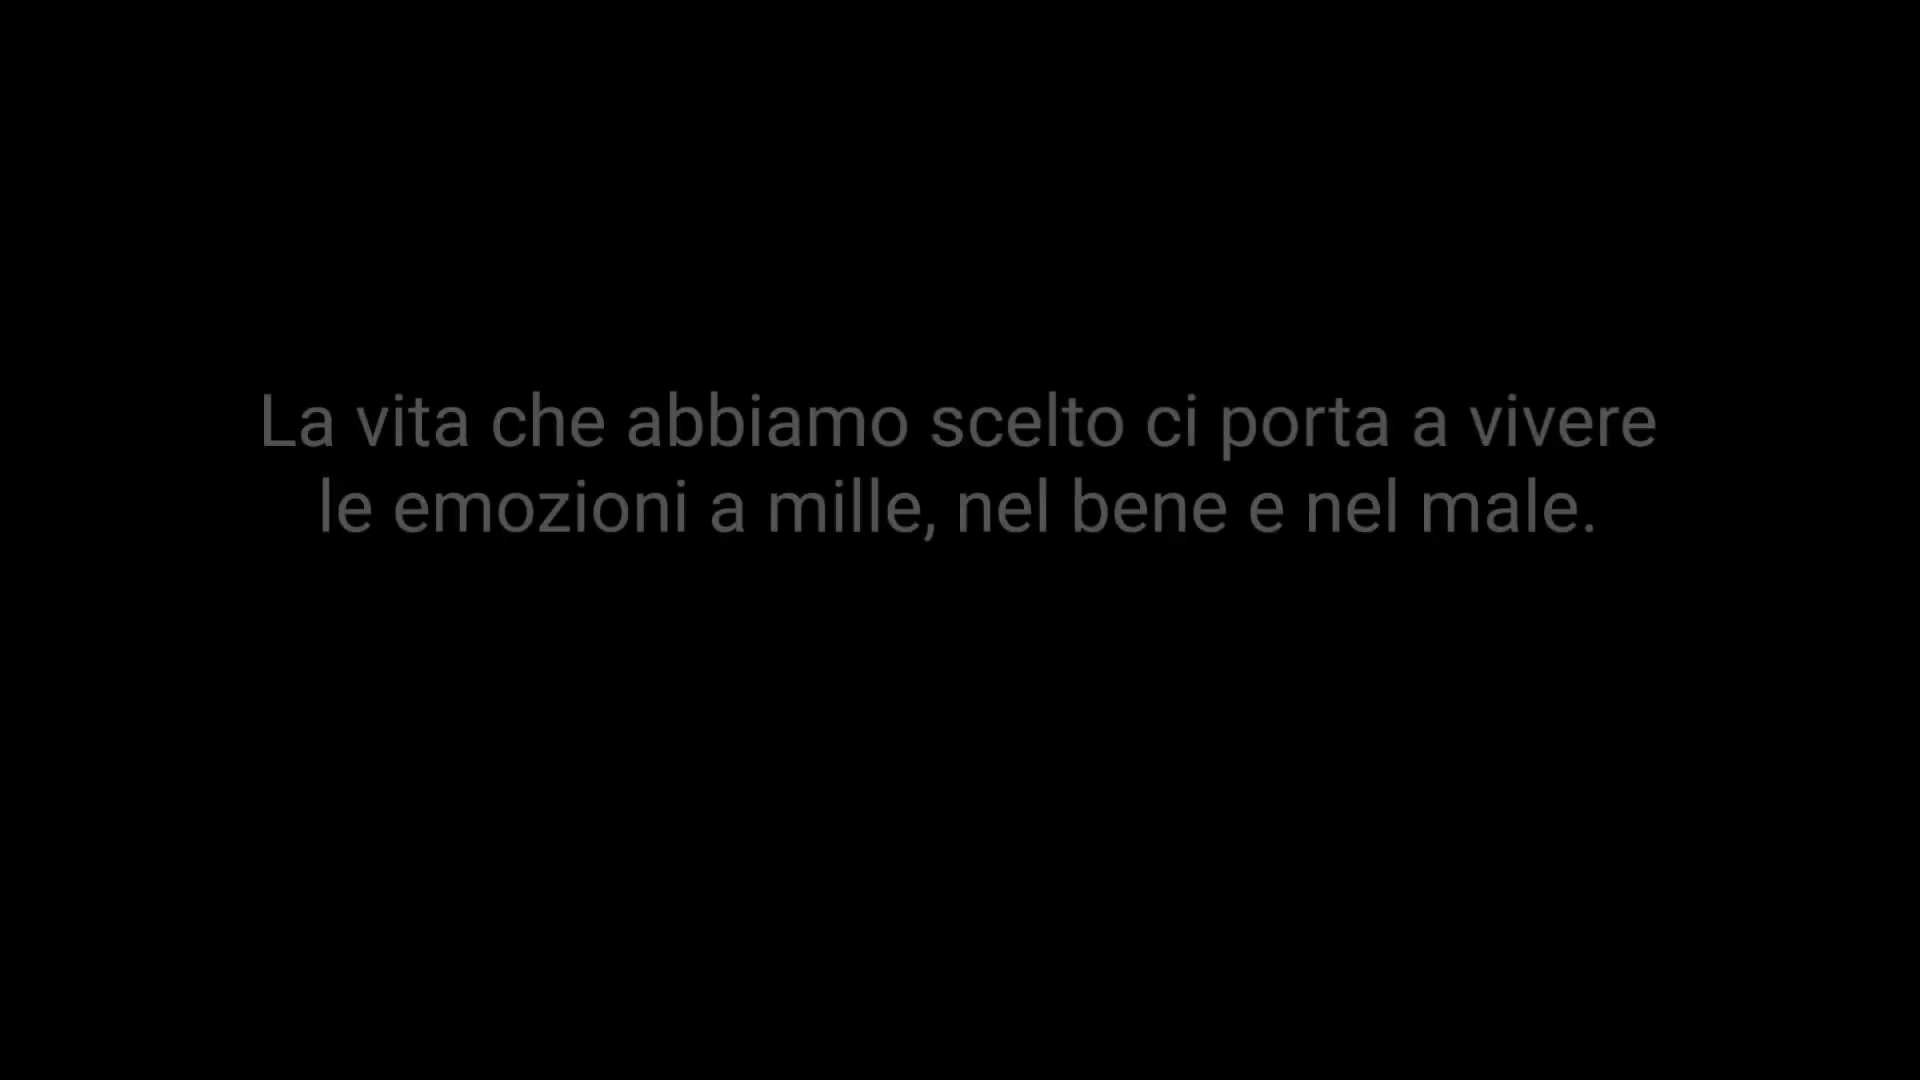 La vita che abbiamo scelto ci porta a vivere
le emozioni a mille, nel bene e nel male.